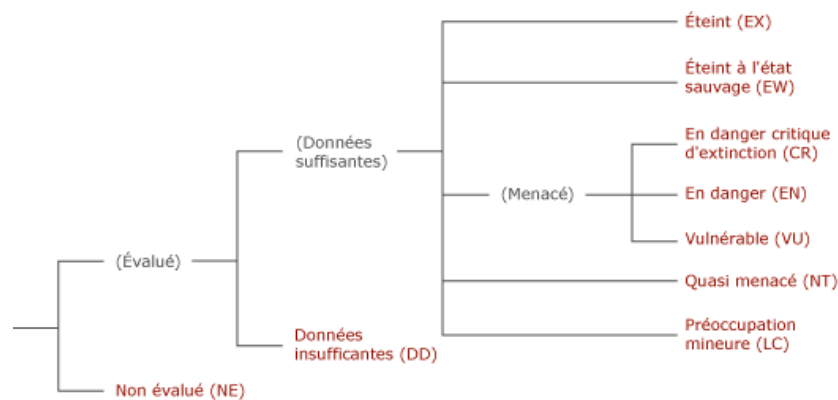 Éteint (EX)
Éteint à l'état
sauvage (EW)
(Données
suffisantes)
En danger critique
d'extinction (CR)
(Menacé)
En danger (EN)
Vulnérable (VU)
(Évalué)
Quasi menacé (NT)
Données
insufficantes (DD)
Préoccupation
mineure (LC)
Non évalué (NE)